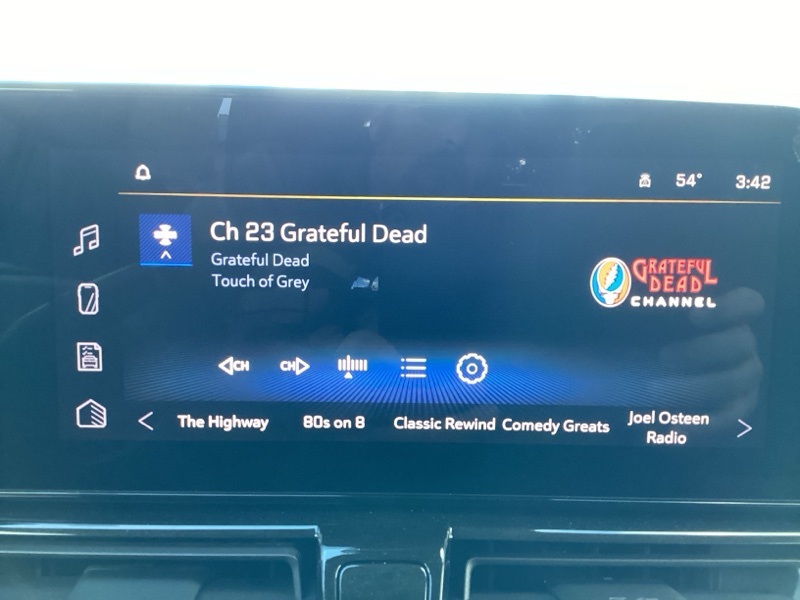 54° 3:42
Ch 23 Grateful Dead
Grateful Dead
Touch of Grey
GRATEFUL
DEAD
CHANNEL
CH CH
The Highway 80s on 8 Classic Rewind Comedy Greats Joel Osteen
Radio